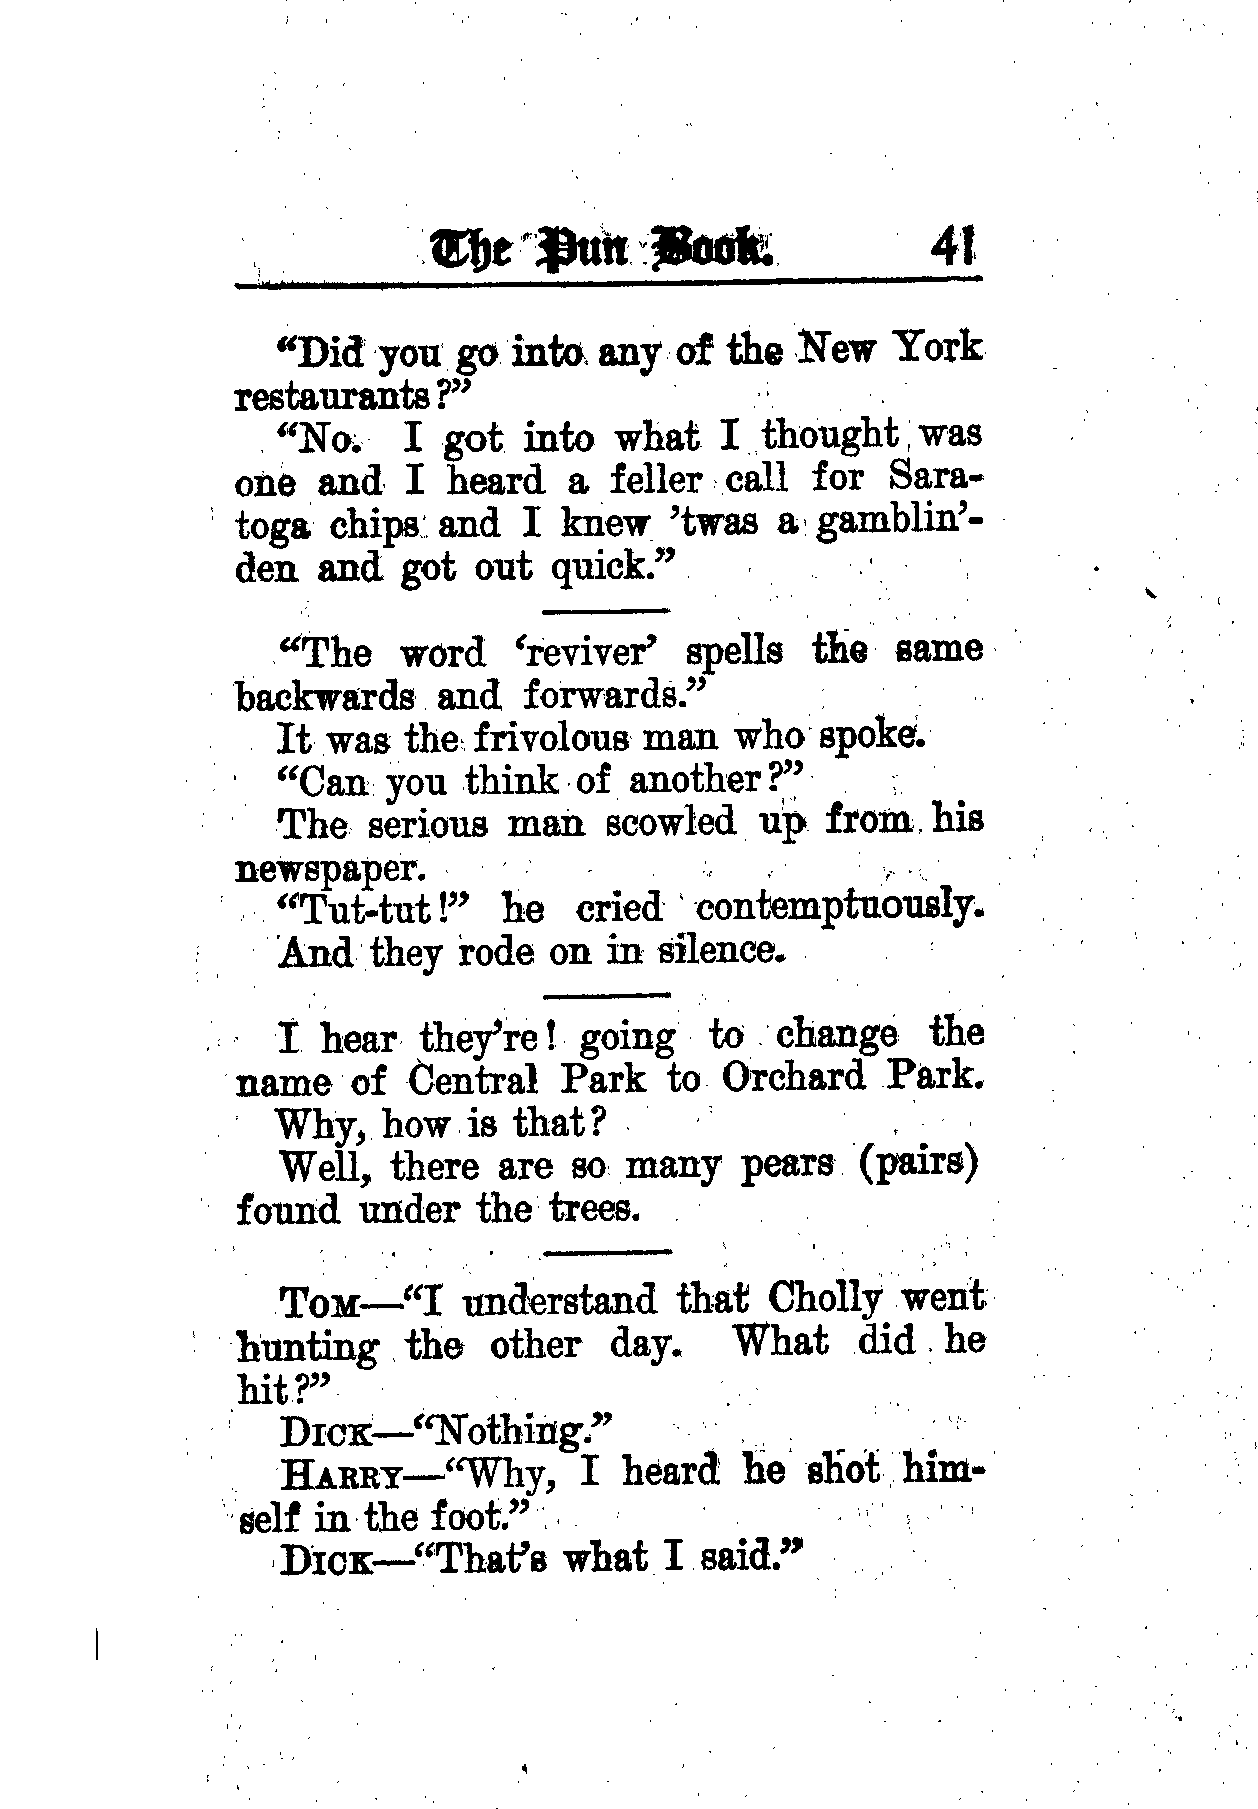 The Pun Book. 41
“Did you go into any of the New York
restaurants?”
“No. I got into what I thought was
one and I heard a feller call for Sara-
toga chips and I knew ’twas a gamblin’-
den and got out quick.”
“The word ‘reviver’ spells the same
backwards and forwards.”
It was the frivolous man who spoke.
“Can you think of another?”
The serious man scowled up from his
newspaper.
“Tut-tut!” he cried contemptuously.
And they rode on in silence.
I hear they’re! going to change the
name of Central Park to Orchard Park.
Why, how is that?
Well, there are so many pears (pairs)
found under the trees.
TOM—“I understand that Cholly went
hunting the other day. What did he
hit?”
DICK—“Nothing.”
HARRY—“Why, I heard he shot him-
self in the foot.”
DICK—“That’s what I said.”